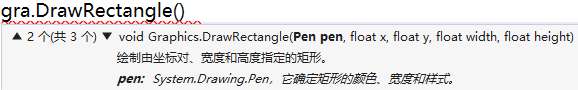 gra.DrawRectangle()
▲ 2 个(共 3 个) ▼ void Graphics.DrawRectangle(Pen pen, float x, float y, float width, float height)
绘制由坐标对、宽度和高度指定的矩形。
pen: System.Drawing.Pen，它确定矩形的颜色、宽度和样式。